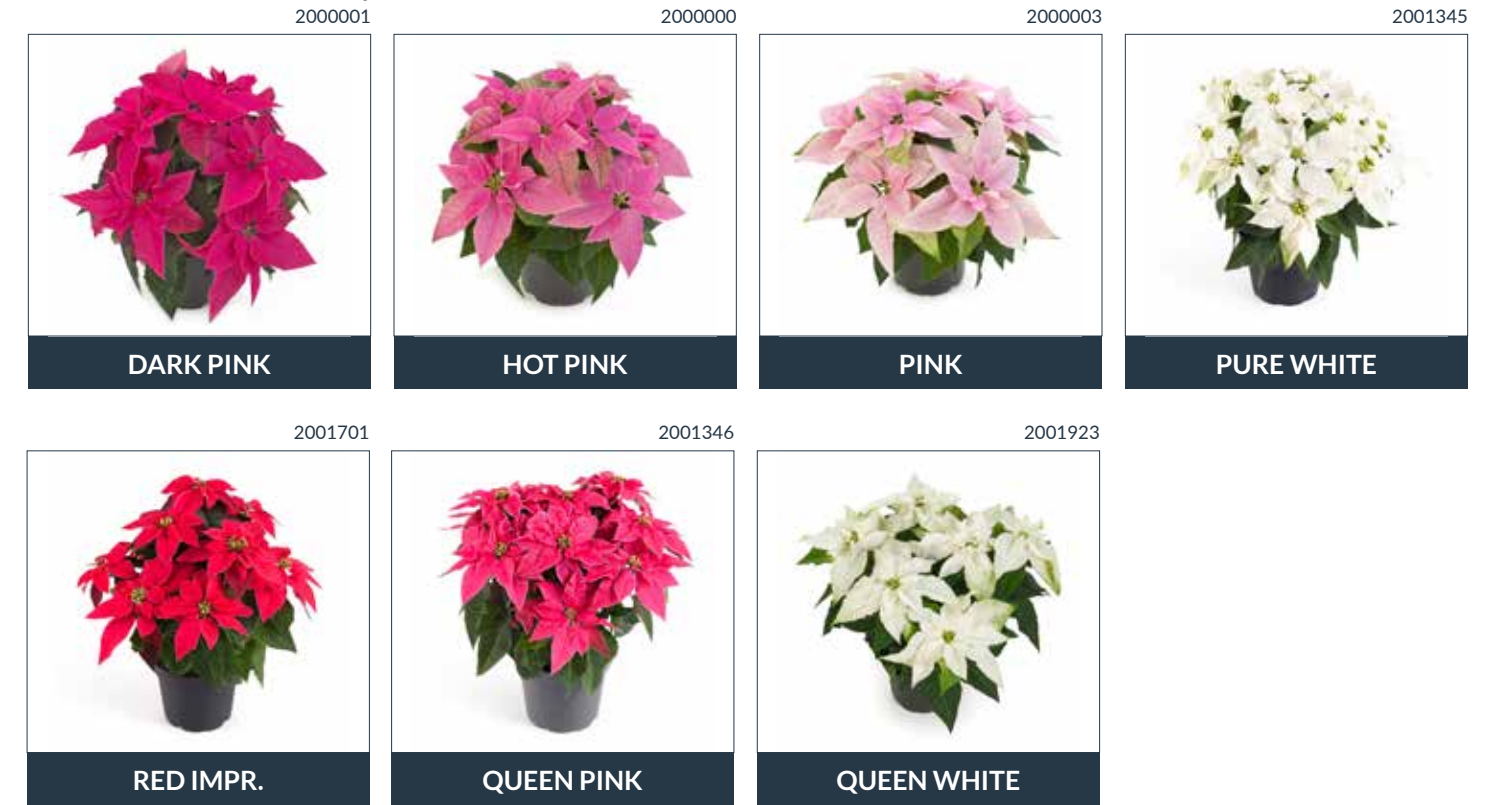 2000001
2000000
2000003
2001345
DARK PINK
HOT PINK
PINK
PURE WHITE
2001701
2001346
2001923
RED IMPR.
QUEEN PINK
QUEEN WHITE